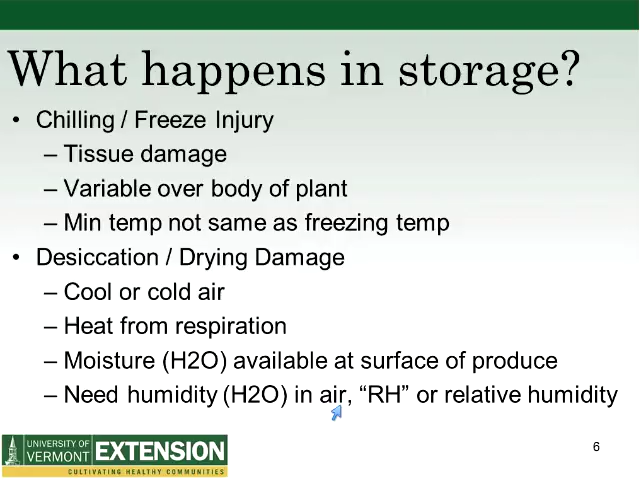 What happens in storage?
• Chilling / Freeze Injury
– Tissue damage
– Variable over body of plant
– Min temp not same as freezing temp
• Desiccation / Drying Damage
– Cool or cold air
– Heat from respiration
– Moisture (H2O) available at surface of produce
– Need humidity (H2O) in air, “RH” or relative humidity
UNIVERSITY OF
VERMONT
EXTENSION
CULTIVATING HEALTHY COMMUNITIES
6